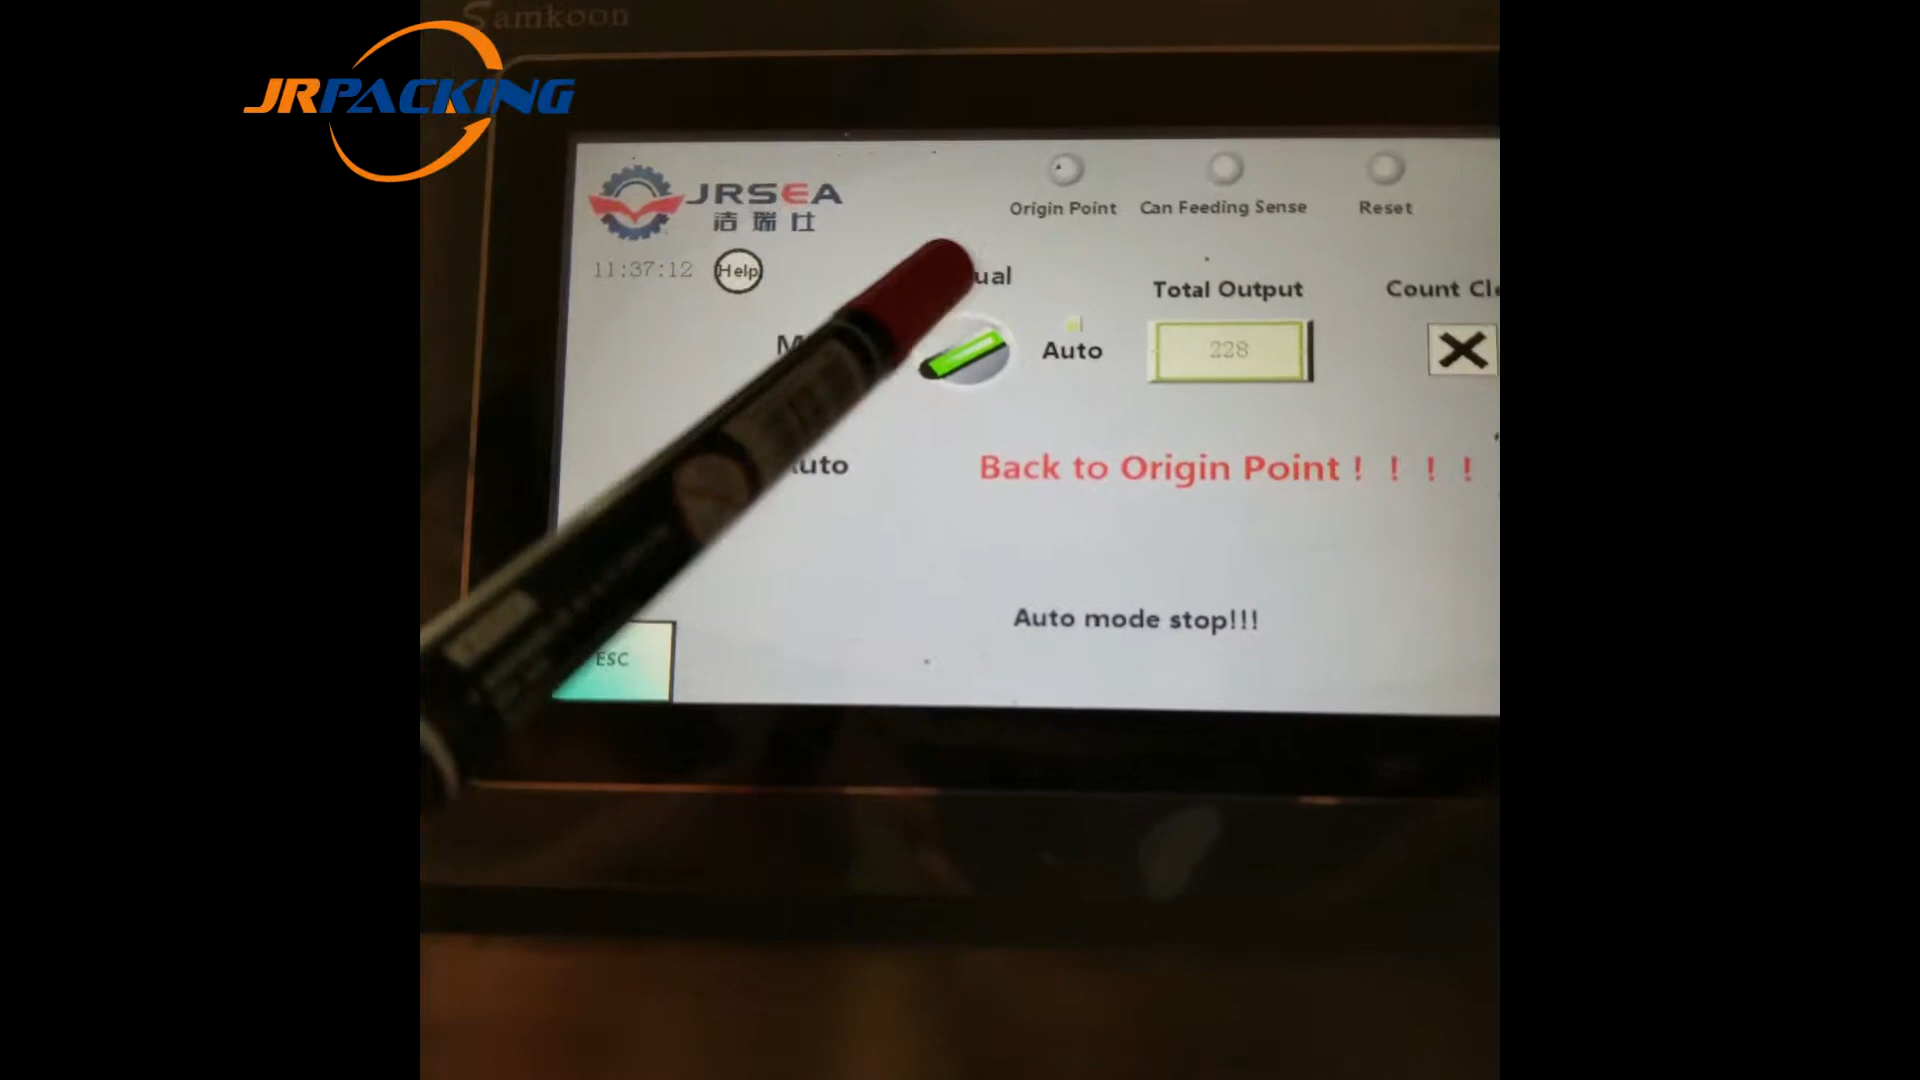 Samkoon
JRPACKING
JRSEA
洁瑞仕
Origin Point
Can Feeding Sense
Reset
11:37:12
Help
ual
Total Output
Count Cle
M
Auto
228
uto
Back to Origin Point！！！！
Auto mode stop!!!
ESC